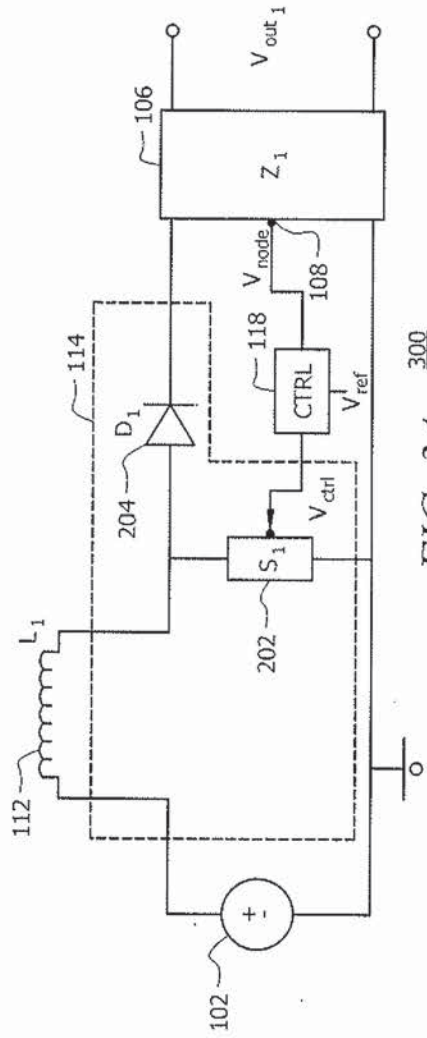 106
V_out 1
Z_1
V_node
108
114
D_1
204
118
CTRL
V_ref
V_ctrl
S_1
202
L_1
112
+
-
102
300